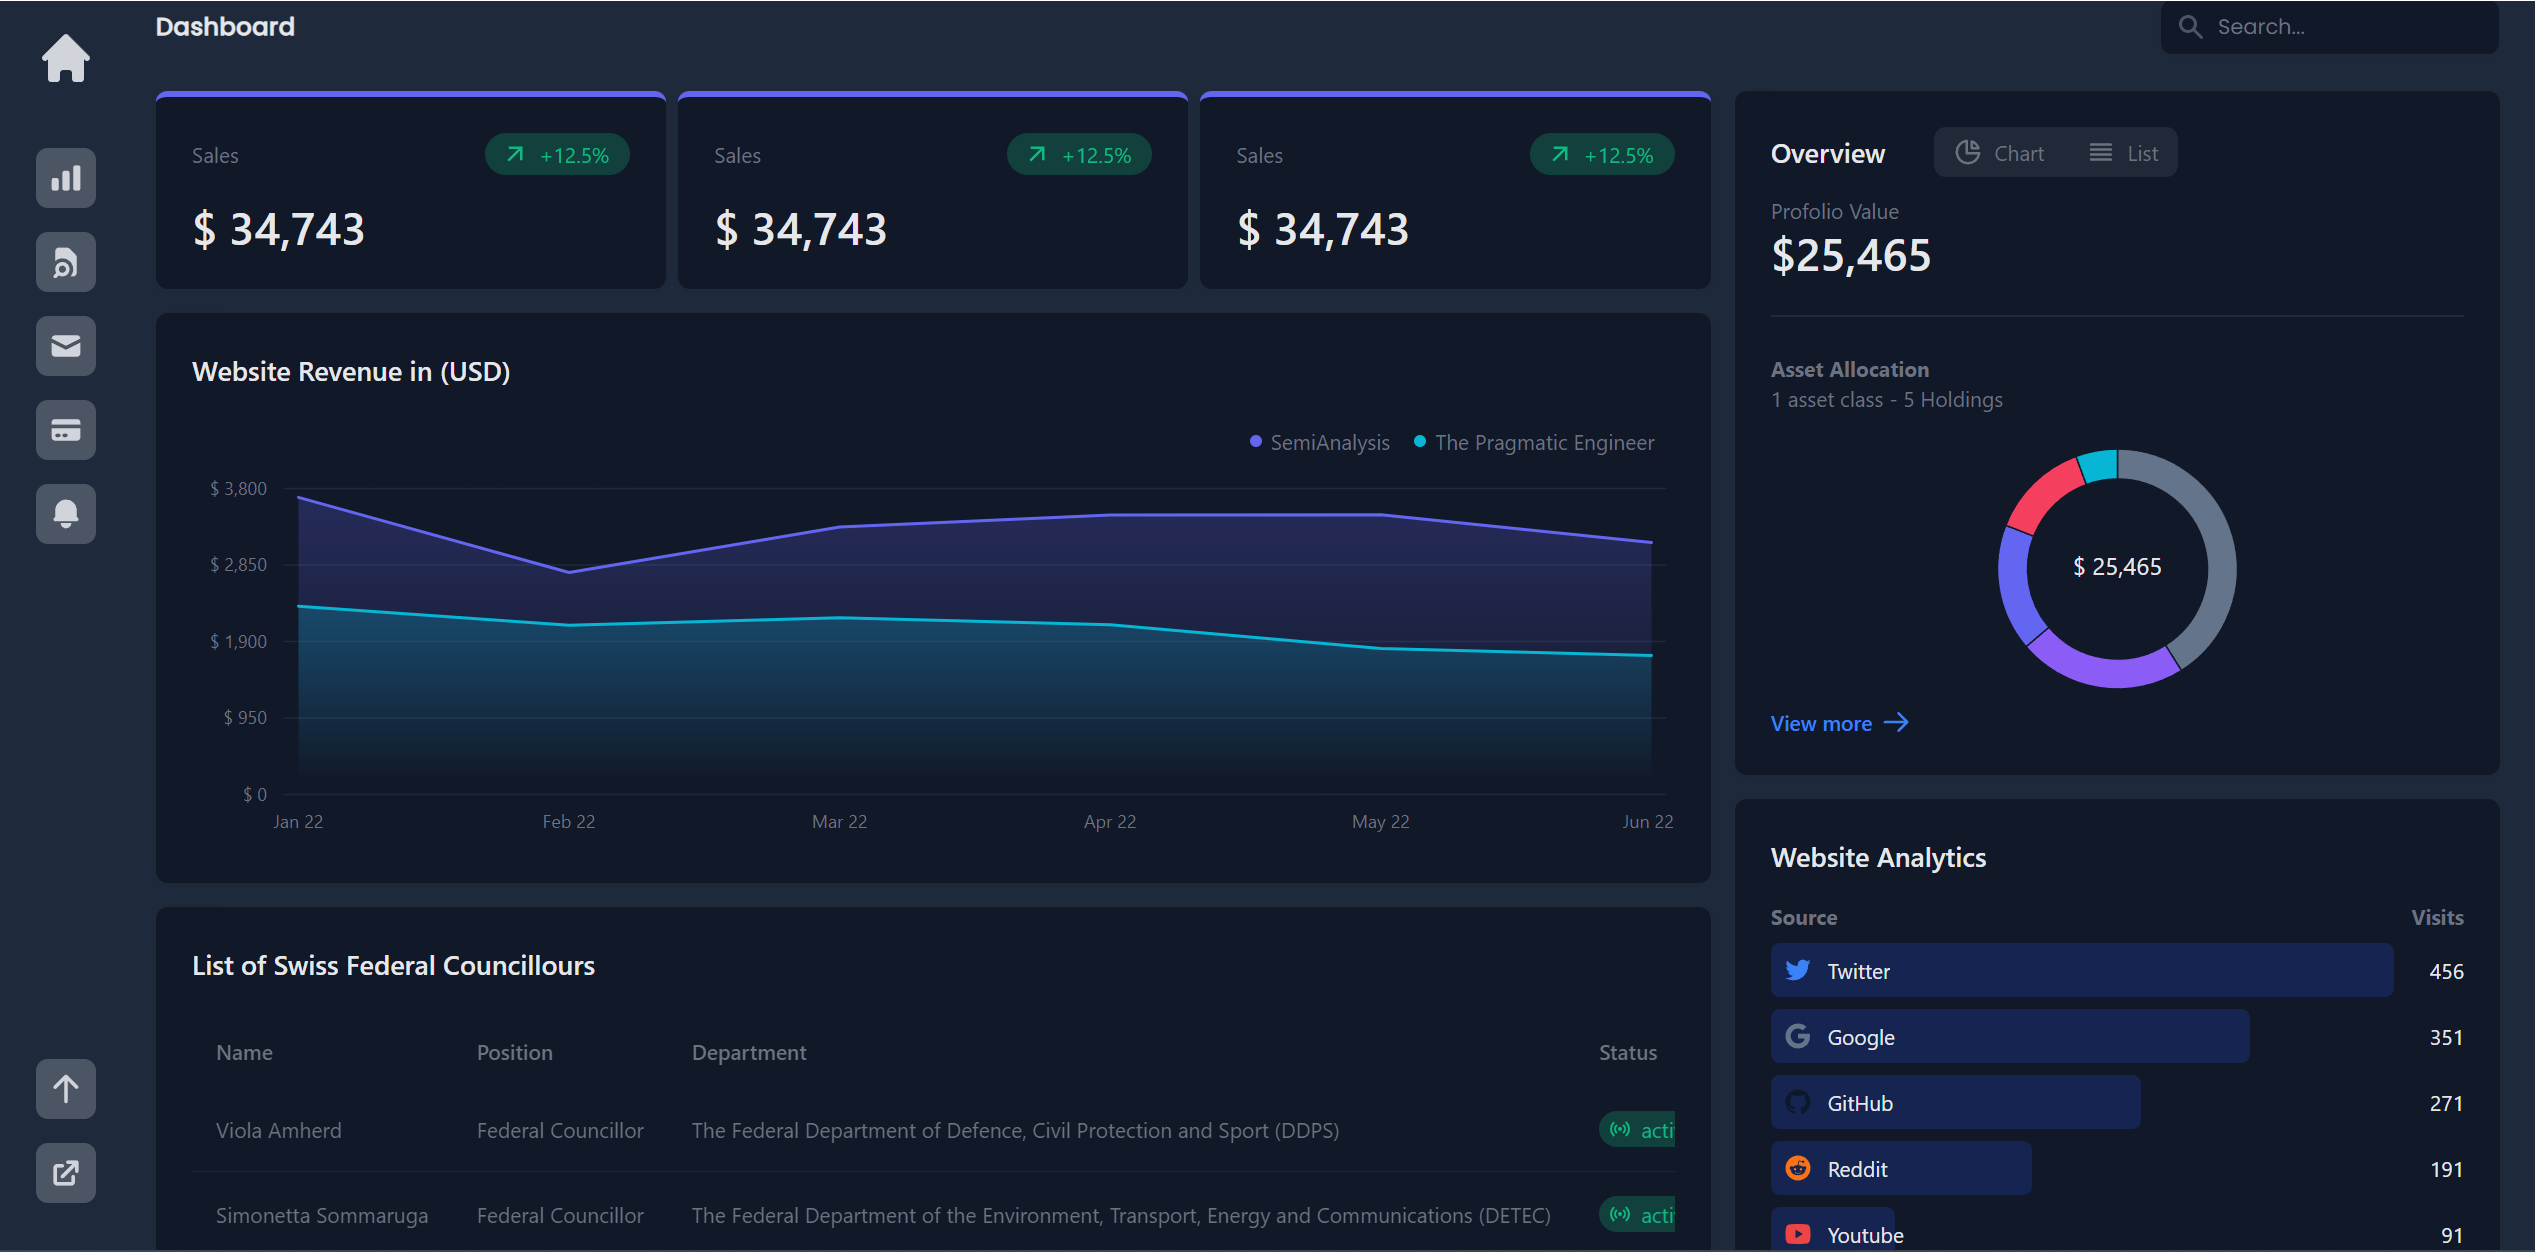 Dashboard
Search...
Sales
+12.5%
$ 34,743
Sales
+12.5%
$ 34,743
Sales
+12.5%
$ 34,743
Website Revenue in (USD)
SemiAnalysis
The Pragmatic Engineer
$ 3,800
$ 2,850
$ 1,900
$ 950
$ 0
Jan 22
Feb 22
Mar 22
Apr 22
May 22
Jun 22
List of Swiss Federal Councillours
Name Position Department Status
Viola Amherd Federal Councillor The Federal Department of Defence, Civil Protection and Sport (DDPS) acti
Simonetta Sommaruga Federal Councillor The Federal Department of the Environment, Transport, Energy and Communications (DETEC) acti
Overview
Chart
List
Profolio Value
$25,465
Asset Allocation
1 asset class - 5 Holdings
$ 25,465
View more
Website Analytics
Source Visits
Twitter 456
Google 351
GitHub 271
Reddit 191
Youtube 91